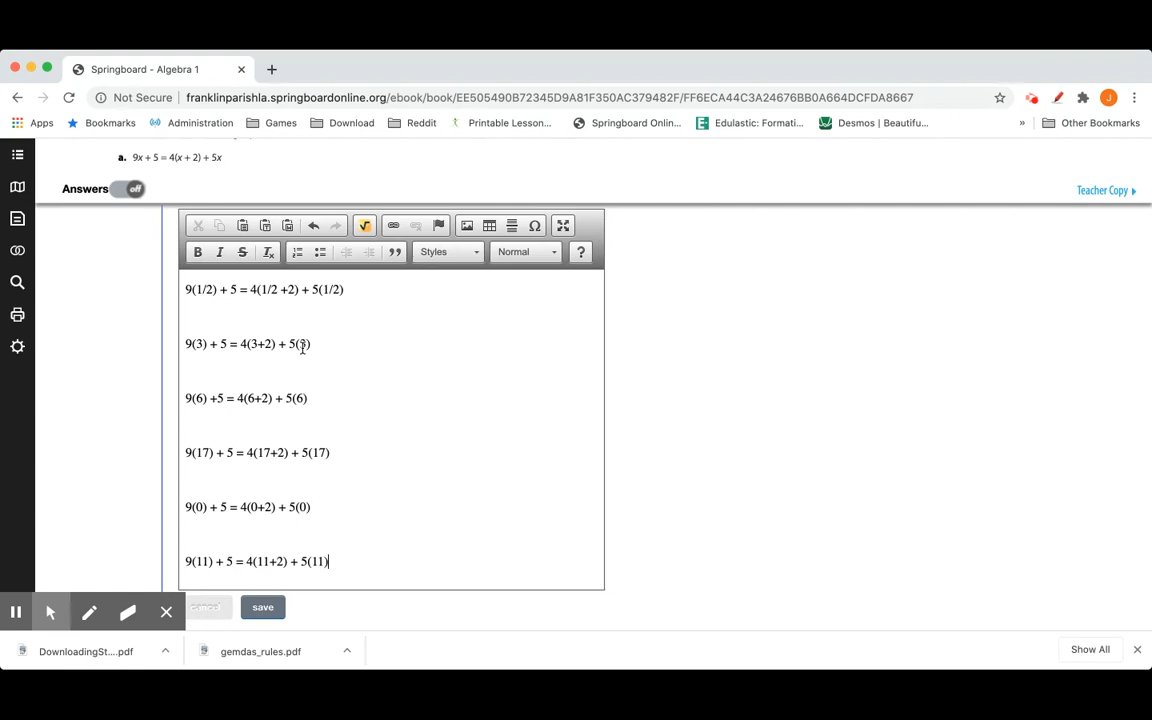 Springboard - Algebra 1
Not Secure
franklinparishla.springboardonline.org/ebook/book/EE505490B72345D9A81F350AC379482F/FF6ECA44C3A24676BB0A664DCFDA8667
J
Apps
Bookmarks
Administration
Games
Download
Reddit
Printable Lesson...
Springboard Onlin...
Edulastic: Formati...
Desmos | Beautifu...
»
Other Bookmarks
a. 9x + 5 = 4(x + 2) + 5x
Answers
off
Teacher Copy
B I S Ix
Styles
Normal
?
9(1/2) + 5 = 4(1/2 +2) + 5(1/2)
9(3) + 5 = 4(3+2) + 5(3)
9(6) +5 = 4(6+2) + 5(6)
9(17) + 5 = 4(17+2) + 5(17)
9(0) + 5 = 4(0+2) + 5(0)
9(11) + 5 = 4(11+2) + 5(11)
cancel
save
DownloadingSt....pdf
gemdas_rules.pdf
Show All